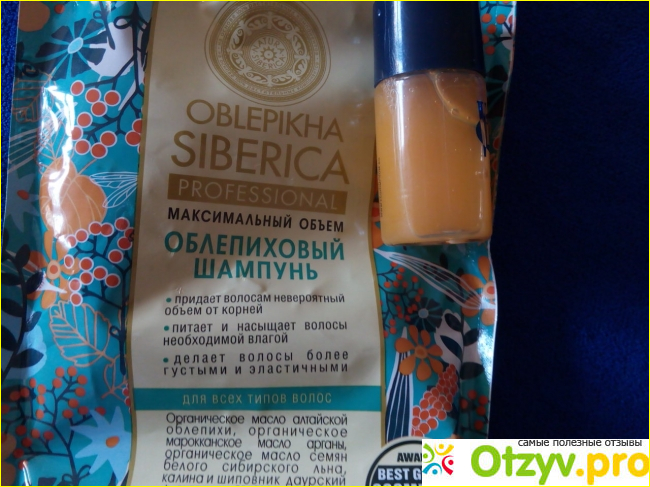 OBLEPIKHA
SIBERICA
PROFESSIONAL
МАКСИМАЛЬНЫЙ ОБЪЕМ
ОБЛЕПИХОВЫЙ
ШАМПУНЬ
• придает волосам невероятный
объем от корней
• питает и насыщает волосы
необходимой влагой
• делает волосы более
густыми и эластичными
для всех типов волос
Органическое масло алтайской
облепихи, органическое
марокканское масло арганы,
органическое масло семян
белого сибирского льна,
калина и шиповник даурский
AWA
BEST G
самые полезные отзывы
Otzyv.pro